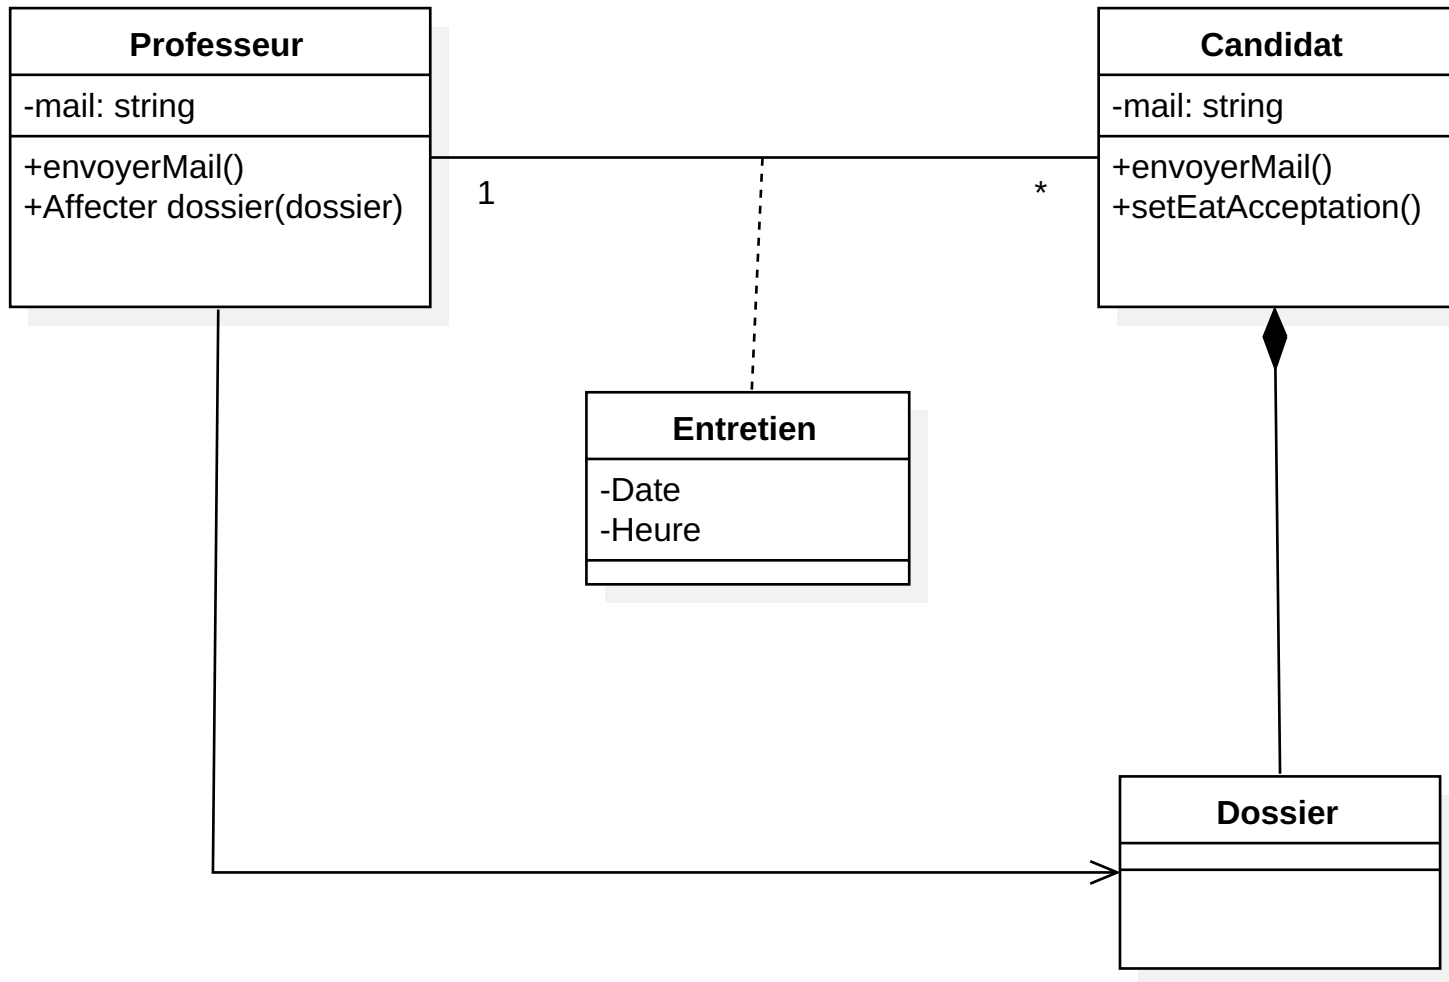 Professeur
-mail: string
+envoyerMail()
+Affecter dossier(dossier)
1
*
Candidat
-mail: string
+envoyerMail()
+setEatAcceptation()
Entretien
-Date
-Heure
Dossier